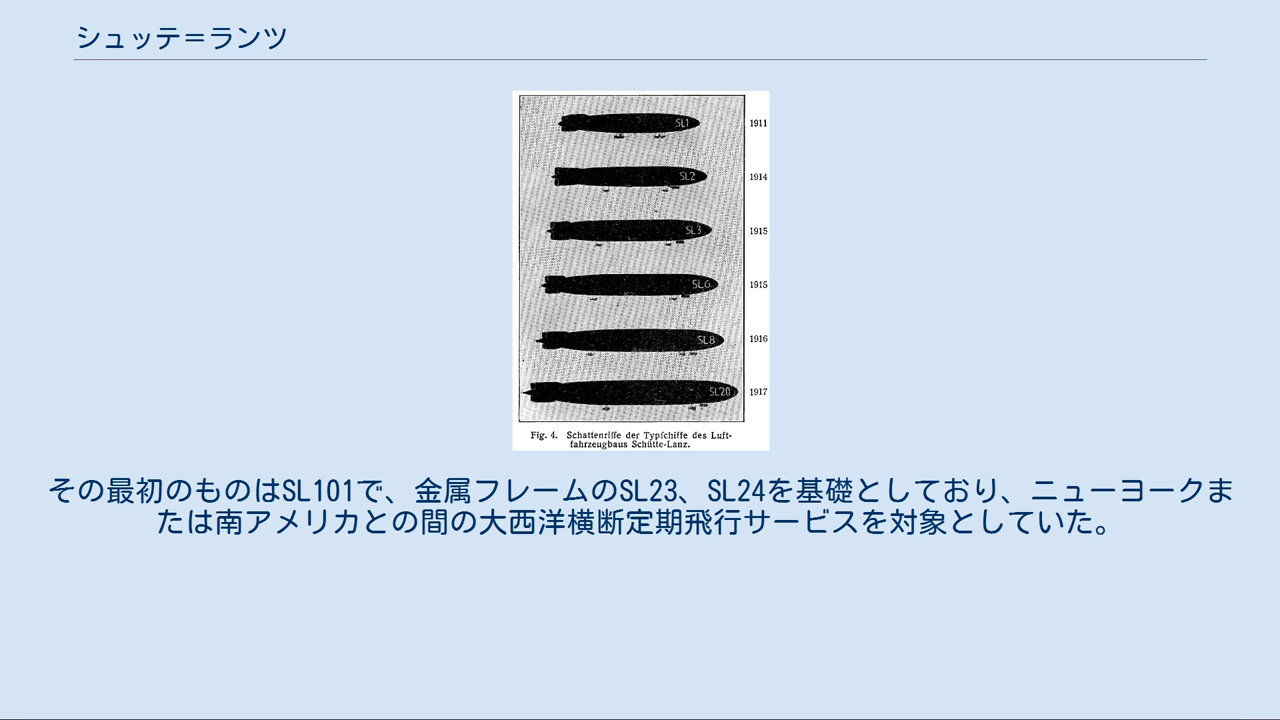 シュッテ=ランツ
SL1 1911
SL2 1914
SL3 1915
SL6 1915
SL8 1916
SL20 1917
Fig. 4. Schattenriſſe der Typſchiffe des Luft-
fahrzeugbaus Schütte-Lanz.
その最初のものはSL101で、金属フレームのSL23、SL24を基礎としており、ニューヨークま
たは南アメリカとの間の大西洋横断定期飛行サービスを対象としていた。